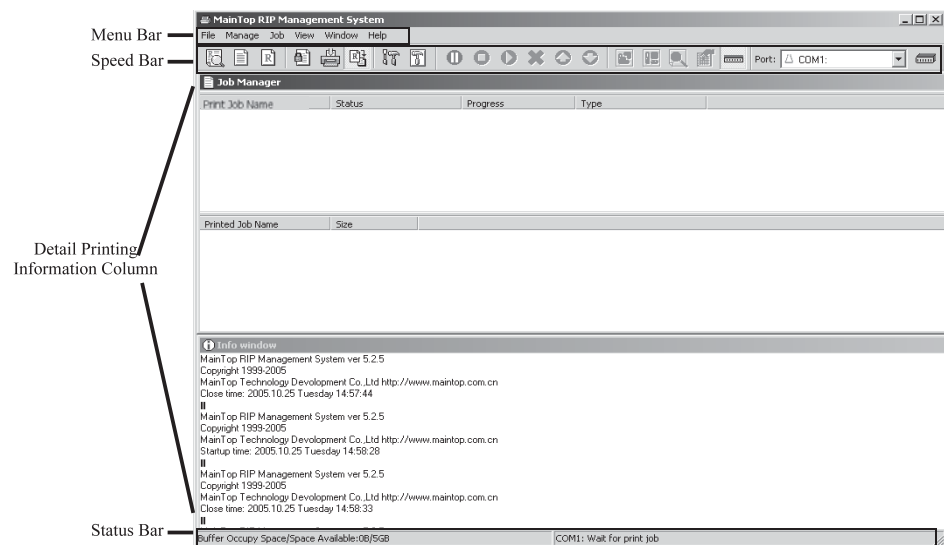 MainTop RIP Management System
Menu Bar
File Manage Job View Window Help
Speed Bar
R R Port: COM1:
Job Manager
Print Job Name Status Progress Type
Printed Job Name Size
Detail Printing
Information Column
Info window
MainTop RIP Management System ver 5.2.5
Copyright 1999-2005
MainTop Technology Devolopment Co.,Ltd http://www.maintop.com.cn
Close time: 2005.10.25 Tuesday 14:57:44
MainTop RIP Management System ver 5.2.5
Copyright 1999-2005
MainTop Technology Devolopment Co.,Ltd http://www.maintop.com.cn
Startup time: 2005.10.25 Tuesday 14:58:28
MainTop RIP Management System ver 5.2.5
Copyright 1999-2005
MainTop Technology Devolopment Co.,Ltd http://www.maintop.com.cn
Close time: 2005.10.25 Tuesday 14:58:33
Status Bar
Buffer Occupy Space/Space Available:0B/5GB COM1: Wait for print job